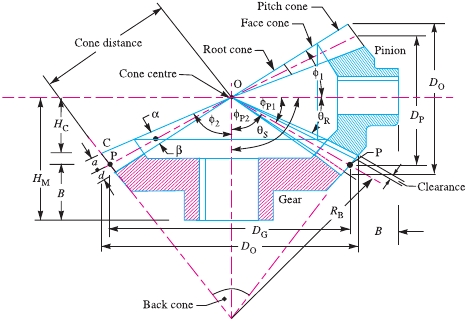 Pitch cone
Face cone
Cone distance
Root cone
Pinion
Cone centre
O
ϕ1
DO
ϕP1
ϕ2
ϕP2
θR
DP
HC
α
θS
C
P
β
P
a
d
HM
B
Clearance
Gear
RB
B
DG
DO
Back cone